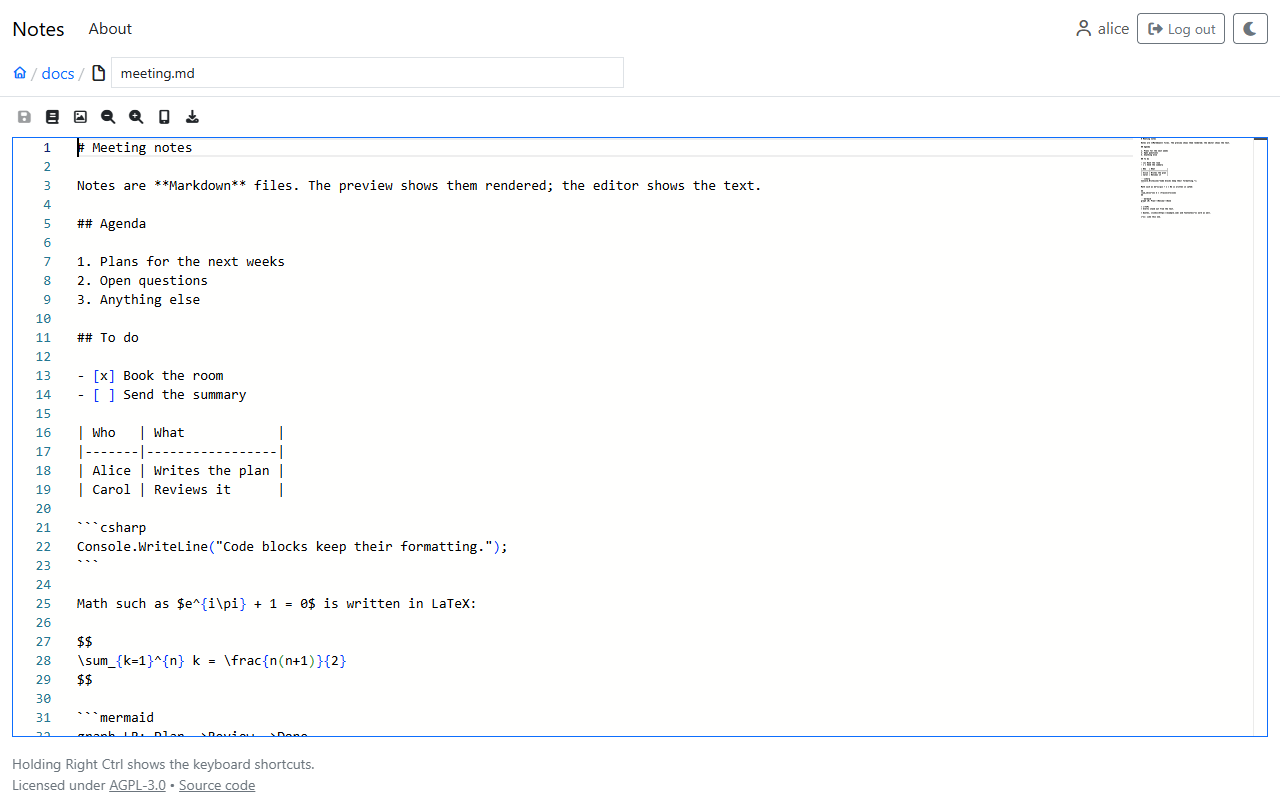 Notes About alice Log out
/ docs / meeting.md
1 # Meeting notes
2
3 Notes are **Markdown** files. The preview shows them rendered; the editor shows the text.
4
5 ## Agenda
6
7 1. Plans for the next weeks
8 2. Open questions
9 3. Anything else
10
11 ## To do
12
13 - [x] Book the room
14 - [ ] Send the summary
15
16 | Who   | What            |
17 |-------|-----------------|
18 | Alice | Writes the plan |
19 | Carol | Reviews it      |
20
21 ```csharp
22 Console.WriteLine("Code blocks keep their formatting.");
23 ```
24
25 Math such as $e^{i\pi} + 1 = 0$ is written in LaTeX:
26
27 $$
28 \sum_{k=1}^{n} k = \frac{n(n+1)}{2}
29 $$
30
31 ```mermaid
Holding Right Ctrl shows the keyboard shortcuts.
Licensed under AGPL-3.0 • Source code